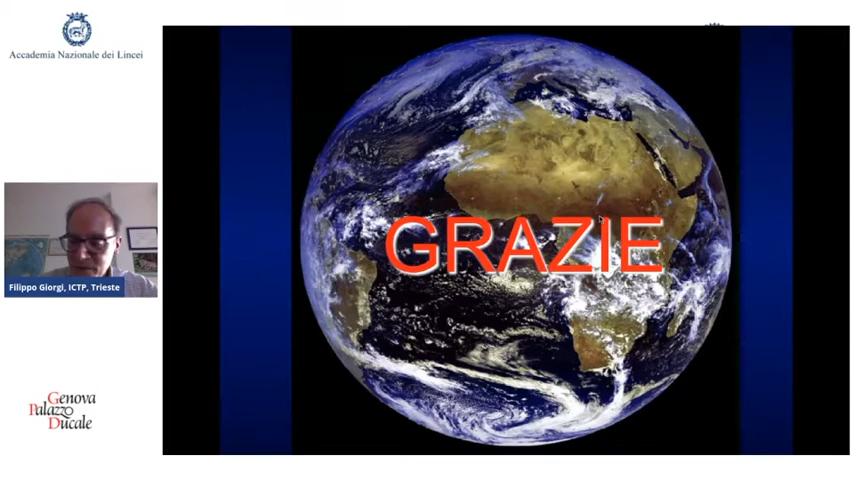 Accademia Nazionale dei Lincei
GRAZIE
Filippo Giorgi, ICTP, Trieste
Genova
Palazzo
Ducale